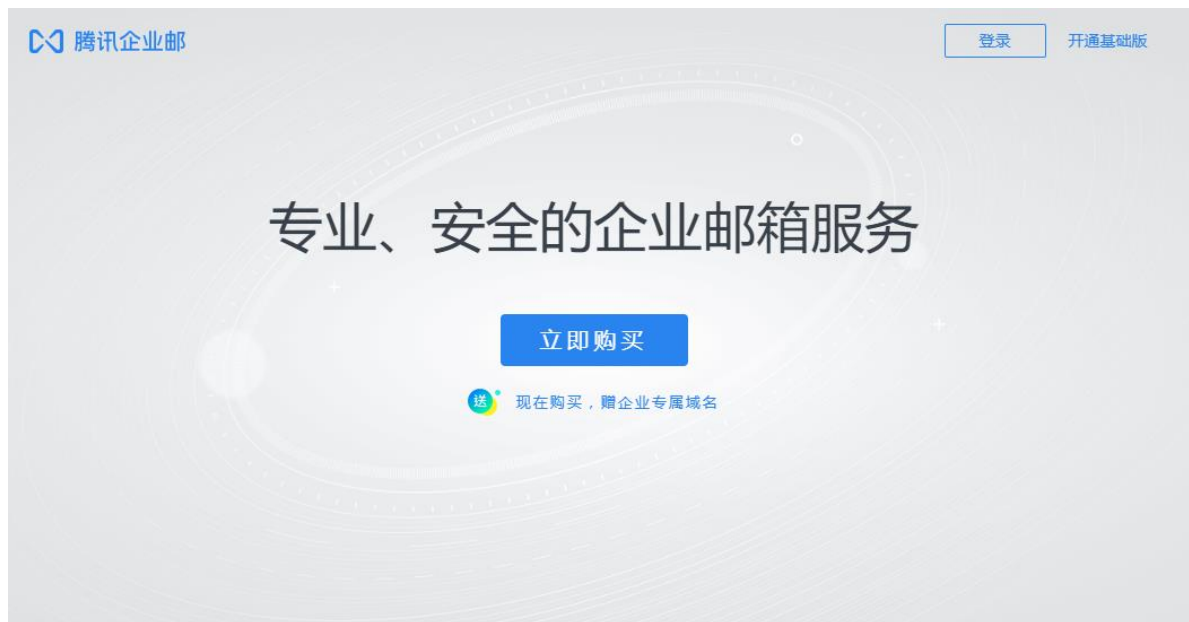 腾讯企业邮
登录
开通基础版
专业、安全的企业邮箱服务
立即购买
送
现在购买，赠企业专属域名